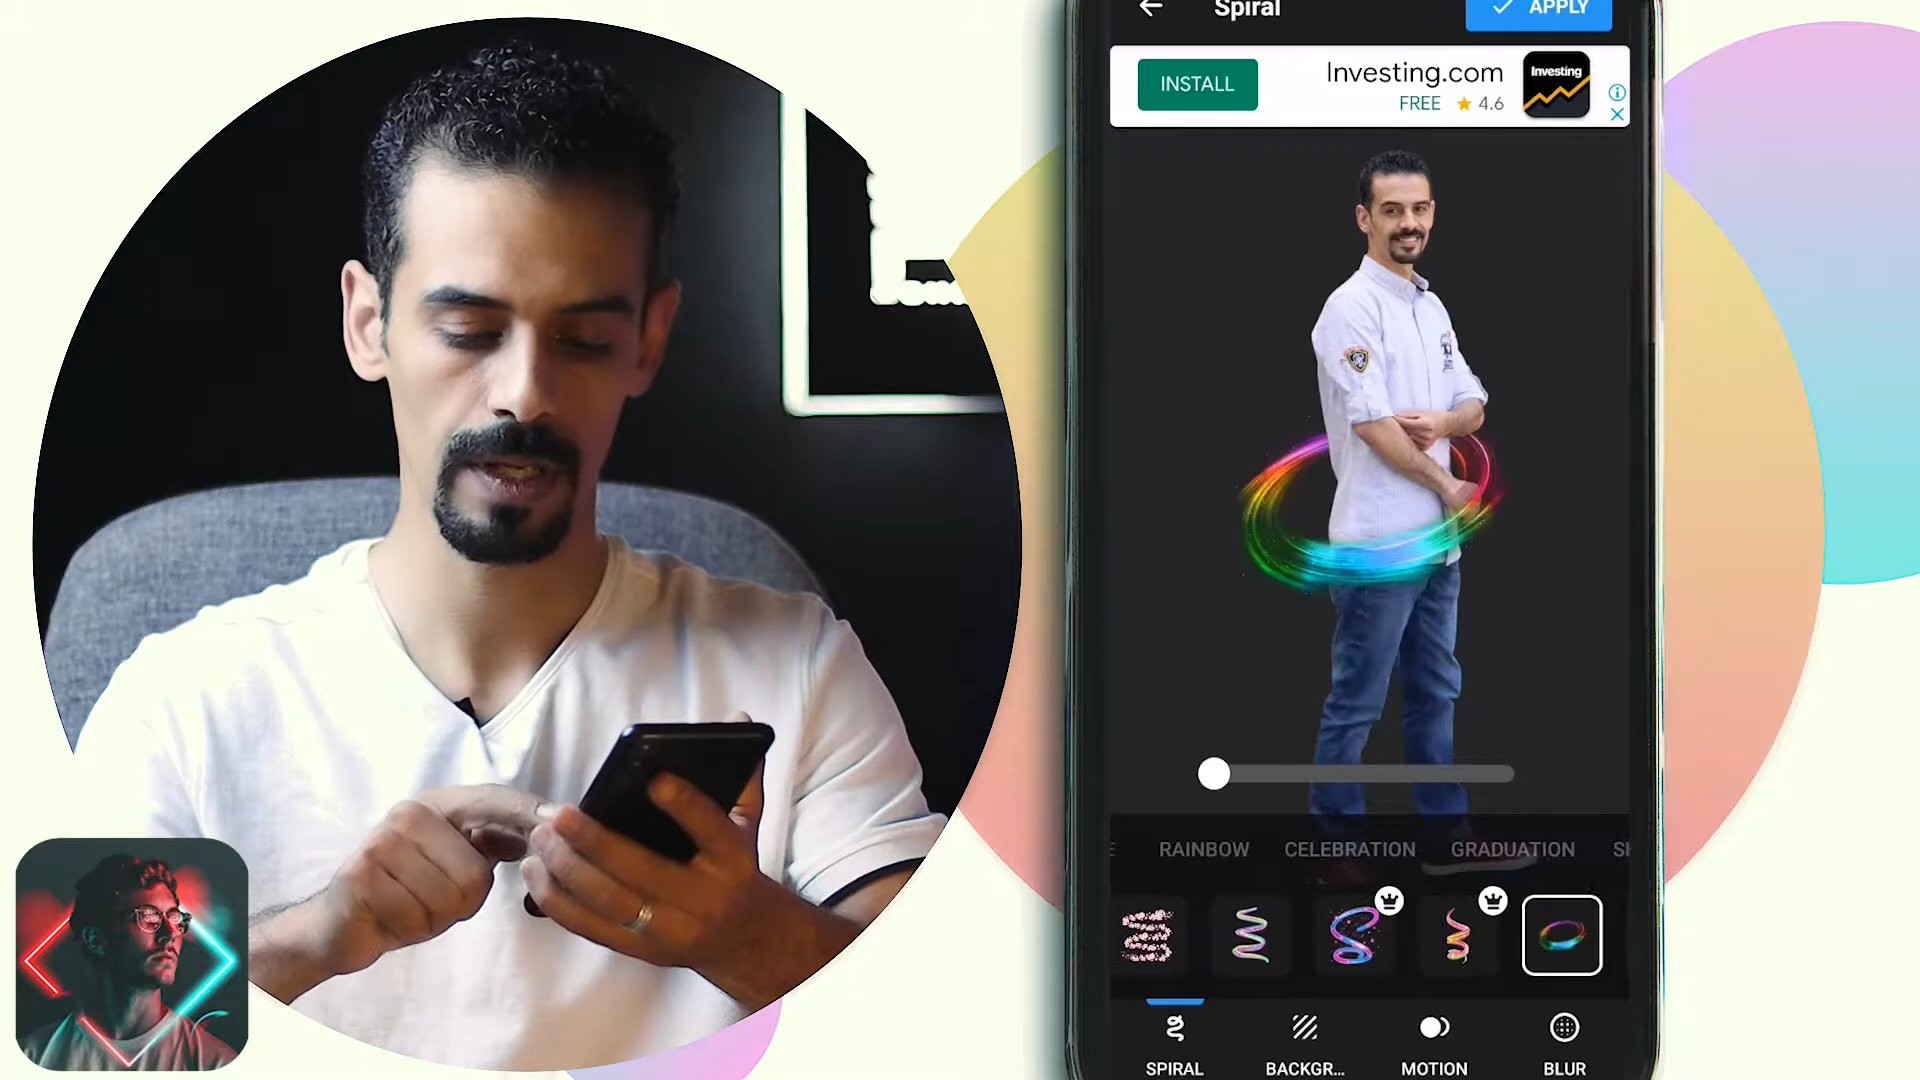 Spiral
APPLY
INSTALL
Investing.com
FREE
4.6
Investing
RAINBOW
CELEBRATION
GRADUATION
SPIRAL
BACKGR...
MOTION
BLUR